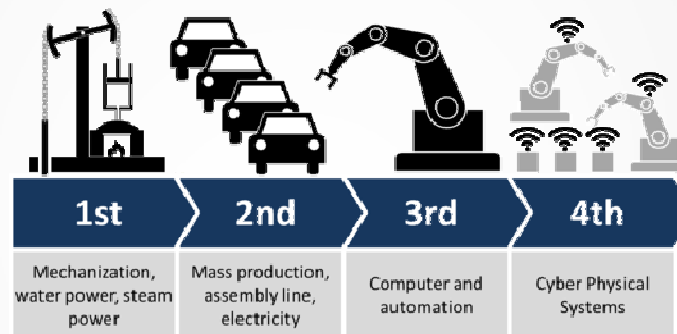 1st
2nd
3rd
4th
Mechanization,
water power, steam
power
Mass production,
assembly line,
electricity
Computer and
automation
Cyber Physical
Systems